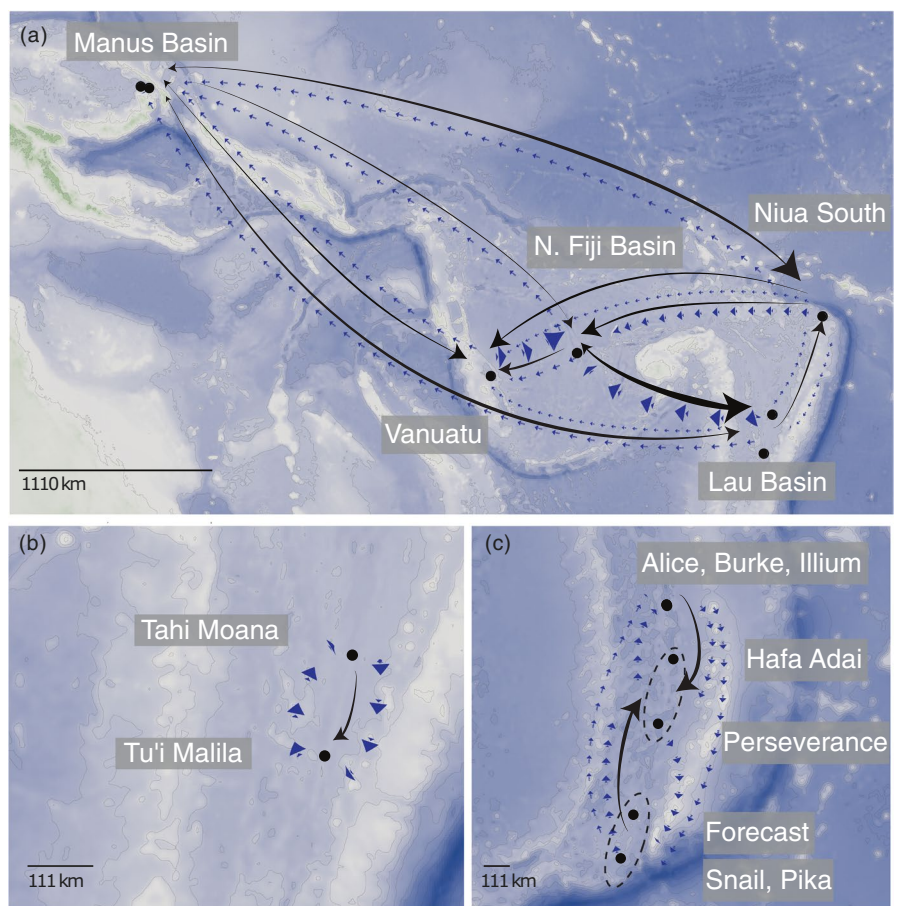 (a)
Manus Basin
Niua South
N. Fiji Basin
Vanuatu
Lau Basin
1110 km
(b)
Tahi Moana
Tu'i Malila
111 km
(c)
Alice, Burke, Illium
Hafa Adai
Perseverance
Forecast
Snail, Pika
111 km